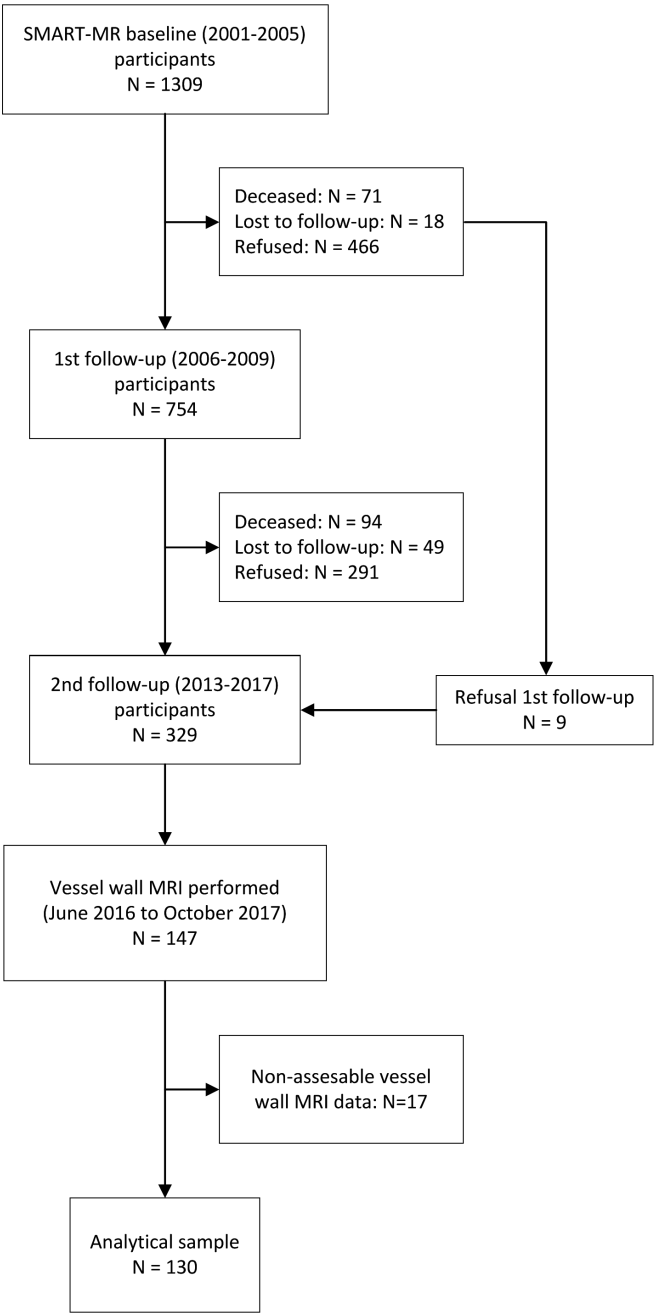 SMART-MR baseline (2001-2005)
participants
N = 1309
Deceased: N = 71
Lost to follow-up: N = 18
Refused: N = 466
1st follow-up (2006-2009)
participants
N = 754
Deceased: N = 94
Lost to follow-up: N = 49
Refused: N = 291
2nd follow-up (2013-2017)
participants
N = 329
Refusal 1st follow-up
N = 9
Vessel wall MRI performed
(June 2016 to October 2017)
N = 147
Non-assesable vessel
wall MRI data: N=17
Analytical sample
N = 130